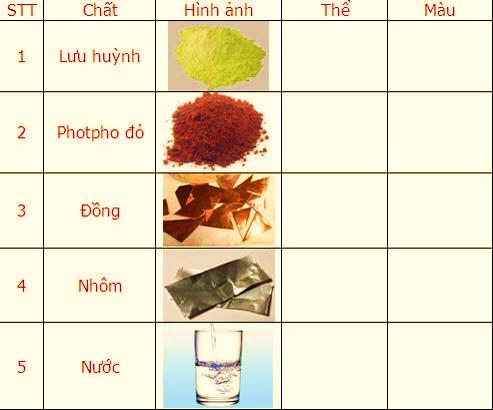 STT Chất Hình ảnh Thể Màu
1 Lưu huỳnh
2 Photpho đỏ
3 Đồng
4 Nhôm
5 Nước